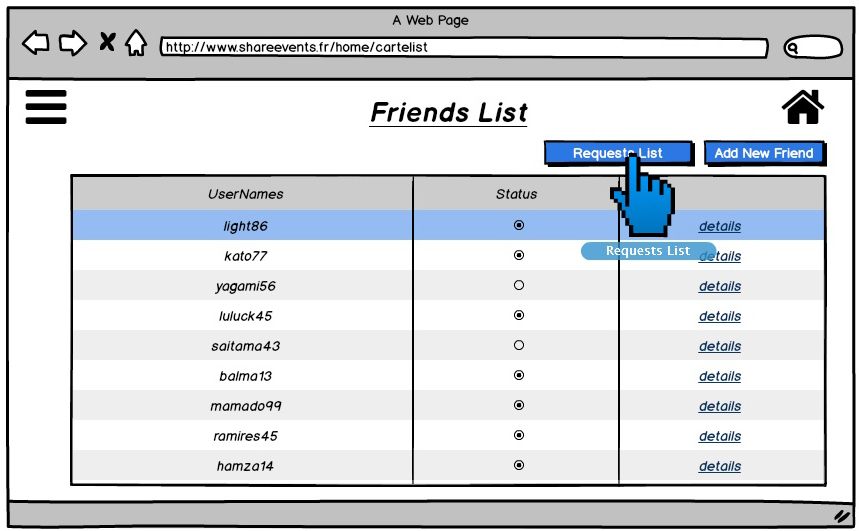 A Web Page
http://www.shareevents.fr/home/cartelist
Friends List
Requests List
Add New Friend
UserNames Status
light86 details
Requests List
kato77 details
yagami56 details
luluck45 details
saitama43 details
balma13 details
mamado99 details
ramires45 details
hamza14 details